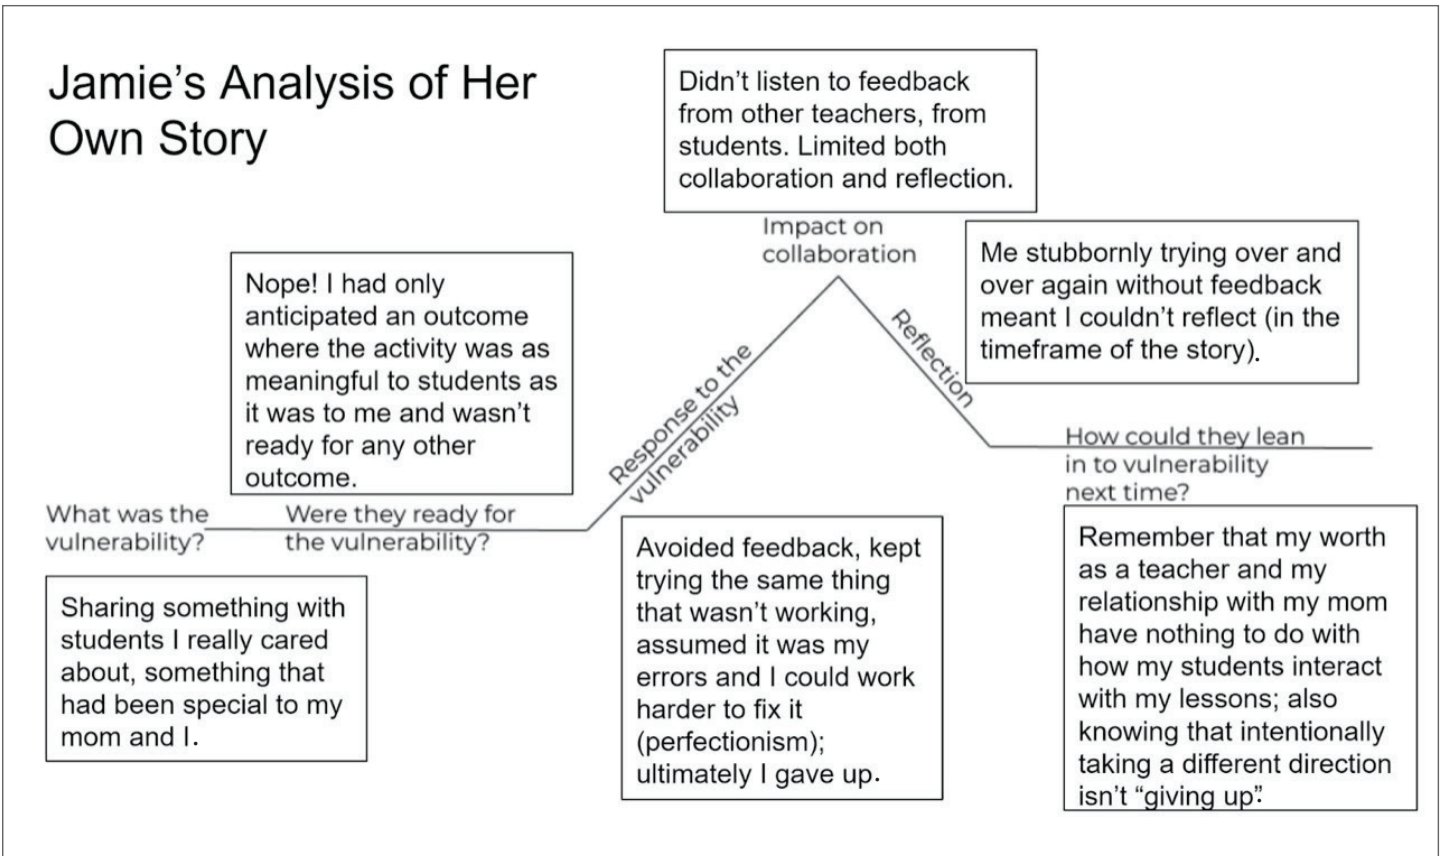 Jamie’s Analysis of Her
Own Story
What was the
vulnerability?
Sharing something with
students I really cared
about, something that
had been special to my
mom and I.
Nope! I had only
anticipated an outcome
where the activity was as
meaningful to students as
it was to me and wasn’t
ready for any other
outcome.
Were they ready for
the vulnerability?
Response to the
vulnerability
Avoided feedback, kept
trying the same thing
that wasn’t working,
assumed it was my
errors and I could work
harder to fix it
(perfectionism);
ultimately I gave up.
Didn’t listen to feedback
from other teachers, from
students. Limited both
collaboration and reflection.
Impact on
collaboration
Reflection
Me stubbornly trying over and
over again without feedback
meant I couldn’t reflect (in the
timeframe of the story).
How could they lean
in to vulnerability
next time?
Remember that my worth
as a teacher and my
relationship with my mom
have nothing to do with
how my students interact
with my lessons; also
knowing that intentionally
taking a different direction
isn’t “giving up”.